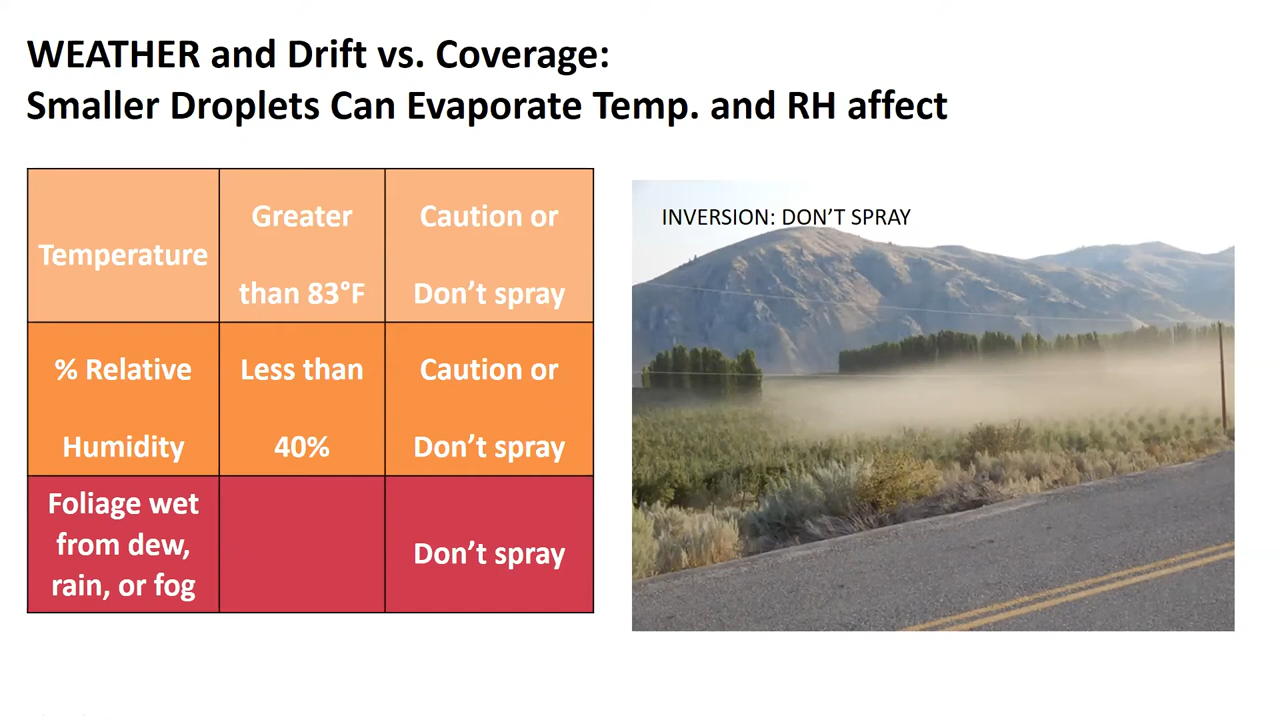 WEATHER and Drift vs. Coverage:
Smaller Droplets Can Evaporate Temp. and RH affect
Temperature
Greater
than 83°F
Caution or
Don't spray
% Relative
Humidity
Less than
40%
Caution or
Don't spray
Foliage wet
from dew,
rain, or fog
Don't spray
INVERSION: DON'T SPRAY